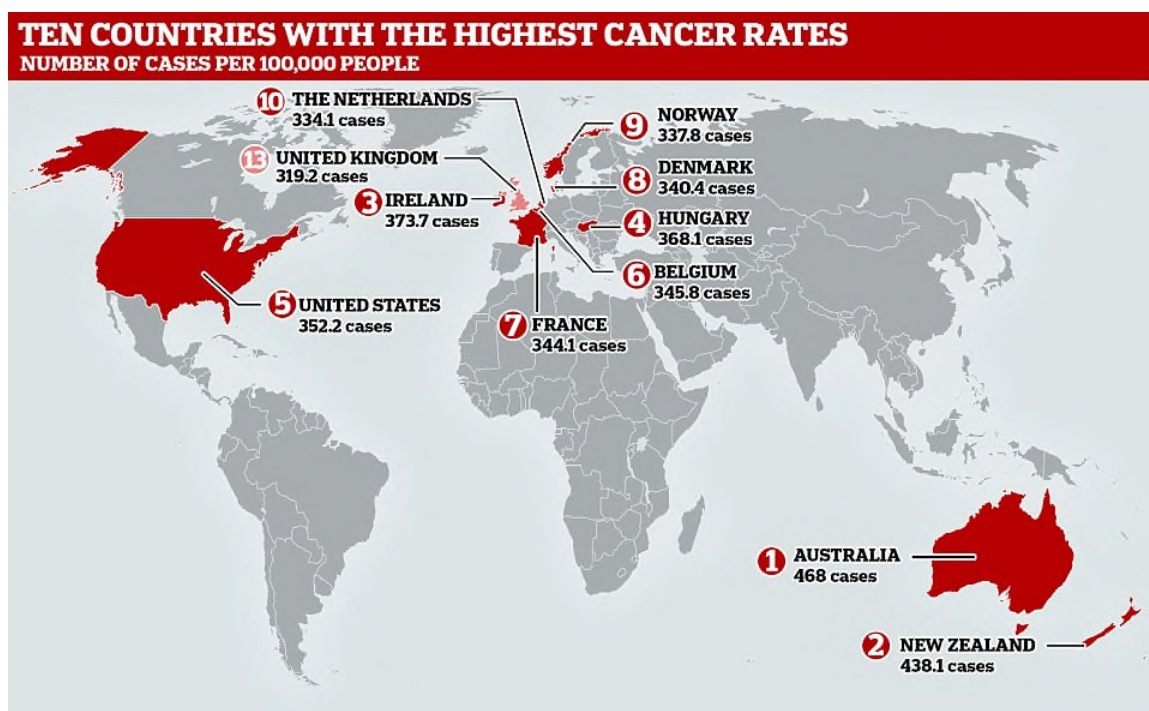 TEN COUNTRIES WITH THE HIGHEST CANCER RATES
NUMBER OF CASES PER 100,000 PEOPLE
10 THE NETHERLANDS
334.1 cases
13 UNITED KINGDOM
319.2 cases
3 IRELAND
373.7 cases
9 NORWAY
337.8 cases
8 DENMARK
340.4 cases
4 HUNGARY
368.1 cases
6 BELGIUM
345.8 cases
5 UNITED STATES
352.2 cases
7 FRANCE
344.1 cases
1 AUSTRALIA
468 cases
2 NEW ZEALAND
438.1 cases